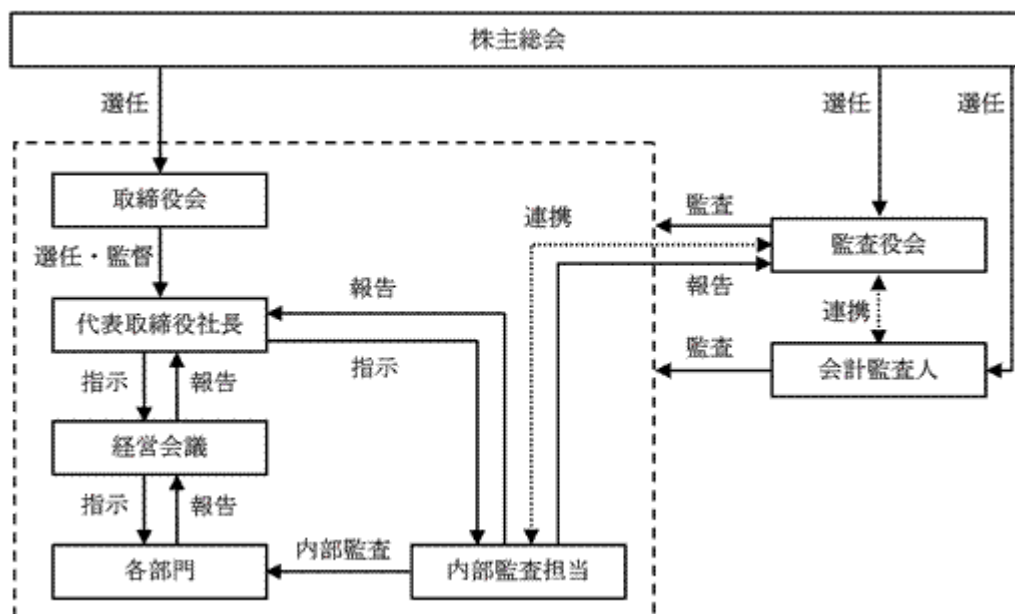 株主総会
選任
選任
選任
取締役会
連携
監査
監査役会
選任・監督
報告
報告
代表取締役社長
連携
監査
会計監査人
指示
指示
報告
経営会議
指示
報告
内部監査
各部門
内部監査担当